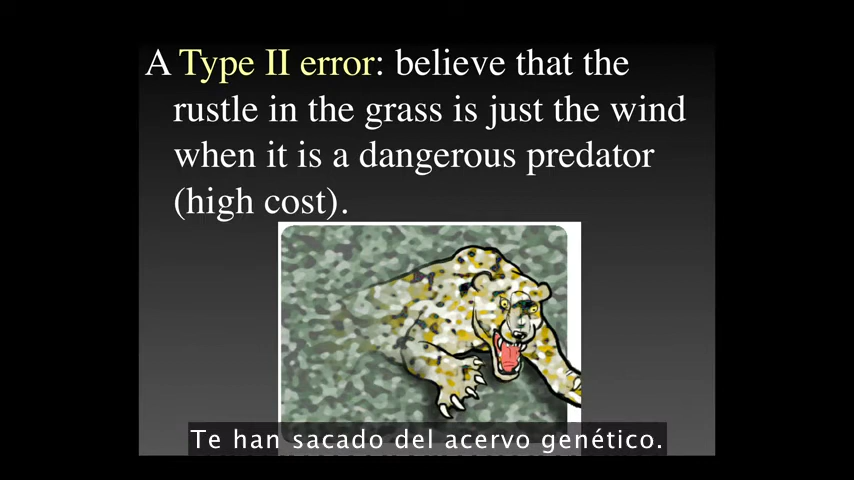 A Type II error: believe that the
rustle in the grass is just the wind
when it is a dangerous predator
(high cost).
Te han sacado del acervo genético.